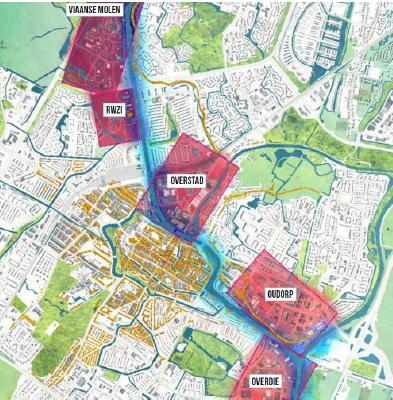 VIAANSE MOLEN
RWZI
OVERSTAD
OUDORP
OVERDIE